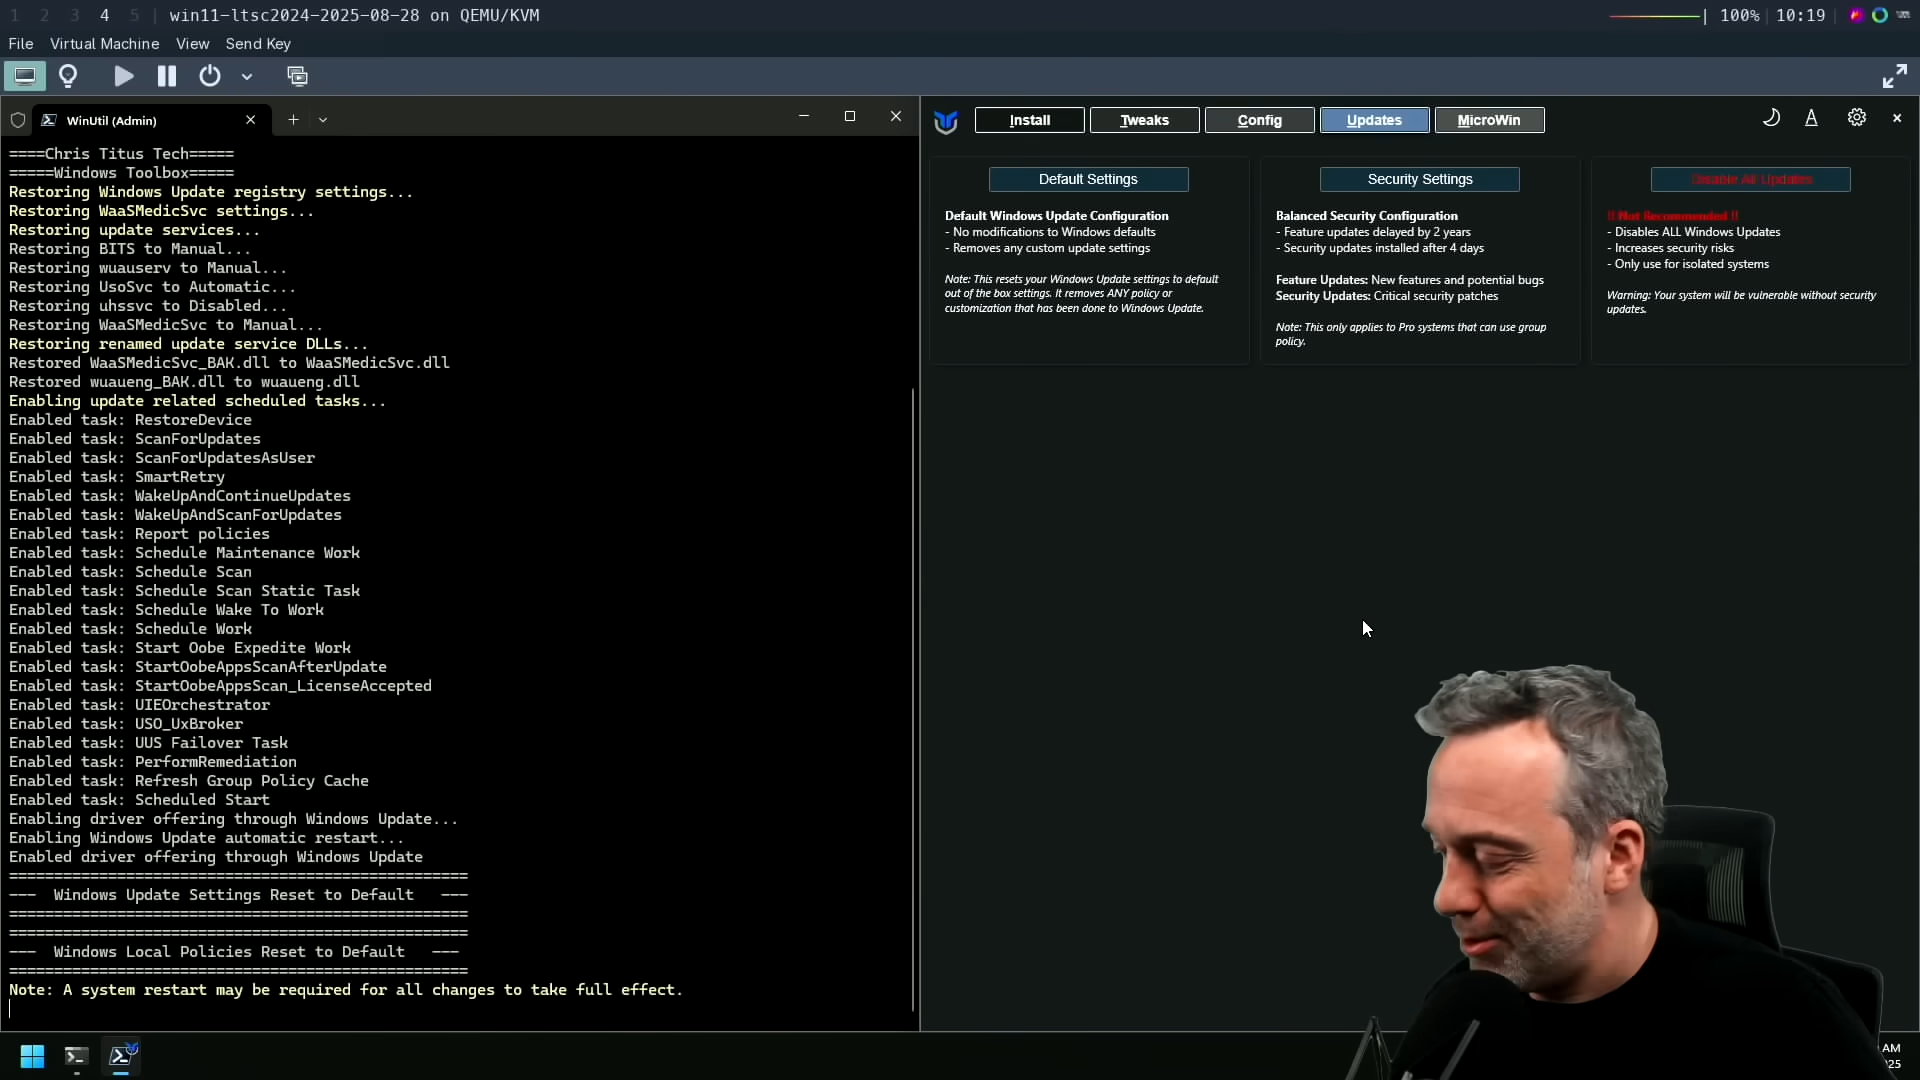 1 2 3 4 5 | win11-ltsc2024-2025-08-28 on QEMU/KVM
100% 10:19
File Virtual Machine View Send Key
WinUtil (Admin)
====Chris Titus Tech=====
=====Windows Toolbox=====
Restoring Windows Update registry settings...
Restoring WaaSMedicSvc settings...
Restoring update services...
Restoring BITS to Manual...
Restoring wuauserv to Manual...
Restoring UsoSvc to Automatic...
Restoring uhssvc to Disabled...
Restoring WaaSMedicSvc to Manual...
Restoring renamed update service DLLs...
Restored WaaSMedicSvc_BAK.dll to WaaSMedicSvc.dll
Restored wuaueng_BAK.dll to wuaueng.dll
Enabling update related scheduled tasks...
Enabled task: RestoreDevice
Enabled task: ScanForUpdates
Enabled task: ScanForUpdatesAsUser
Enabled task: SmartRetry
Enabled task: WakeUpAndContinueUpdates
Enabled task: WakeUpAndScanForUpdates
Enabled task: Report policies
Enabled task: Schedule Maintenance Work
Enabled task: Schedule Scan
Enabled task: Schedule Scan Static Task
Enabled task: Schedule Wake To Work
Enabled task: Schedule Work
Enabled task: Start Oobe Expedite Work
Enabled task: StartOobeAppsScanAfterUpdate
Enabled task: StartOobeAppsScan_LicenseAccepted
Enabled task: UIEOrchestrator
Enabled task: USO_UxBroker
Enabled task: UUS Failover Task
Enabled task: PerformRemediation
Enabled task: Refresh Group Policy Cache
Enabled task: Scheduled Start
Enabling driver offering through Windows Update...
Enabling Windows Update automatic restart...
Enabled driver offering through Windows Update
===================================================
--- Windows Update Settings Reset to Default ---
===================================================
===================================================
--- Windows Local Policies Reset to Default ---
===================================================
Note: A system restart may be required for all changes to take full effect.
Install Tweaks Config Updates MicroWin
Default Settings
Default Windows Update Configuration
- No modifications to Windows defaults
- Removes any custom update settings
Note: This resets your Windows Update settings to default
out of the box settings. It removes ANY policy or
customization that has been done to Windows Update.
Security Settings
Balanced Security Configuration
- Feature updates delayed by 2 years
- Security updates installed after 4 days
Feature Updates: New features and potential bugs
Security Updates: Critical security patches
Note: This only applies to Pro systems that can use group
policy.
Disable All Updates
!! Not Recommended !!
- Disables ALL Windows Updates
- Increases security risks
- Only use for isolated systems
Warning: Your system will be vulnerable without security
updates.
AM
25